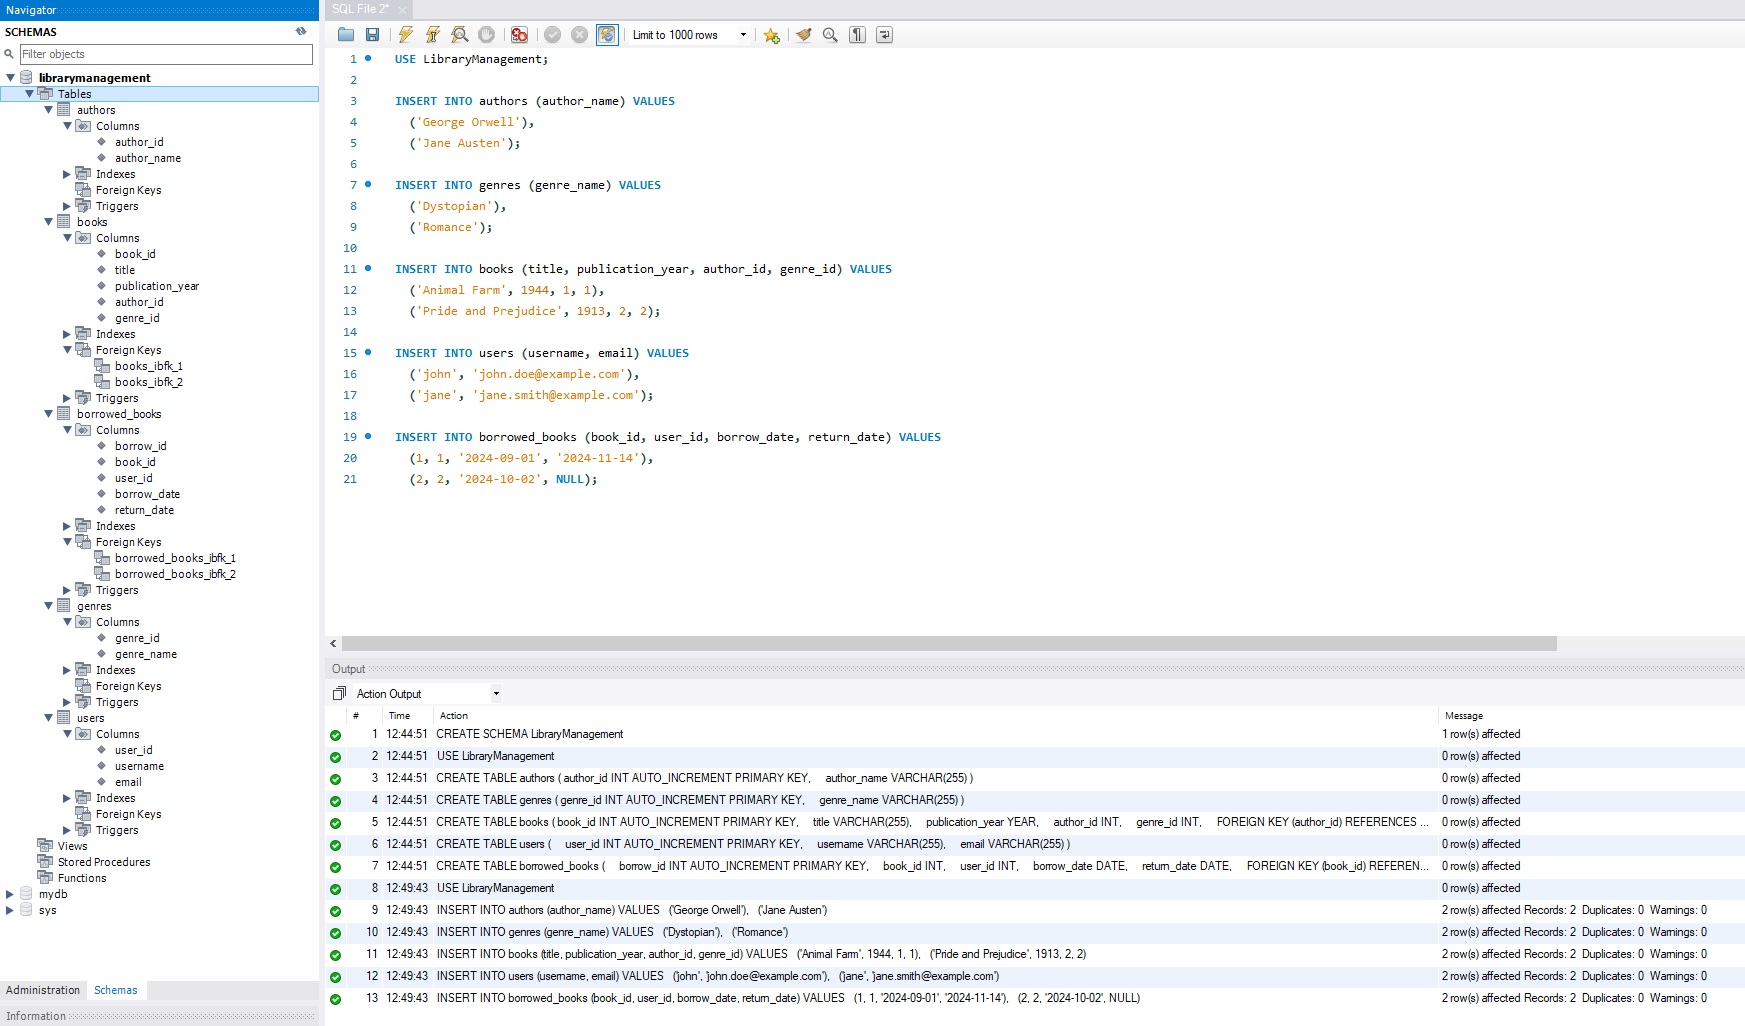 Navigator
SCHEMAS
Filter objects
librarymanagement
Tables
authors
Columns
author_id
author_name
Indexes
Foreign Keys
Triggers
books
Columns
book_id
title
publication_year
author_id
genre_id
Indexes
Foreign Keys
books_ibfk_1
books_ibfk_2
Triggers
borrowed_books
Columns
borrow_id
book_id
user_id
borrow_date
return_date
Indexes
Foreign Keys
borrowed_books_ibfk_1
borrowed_books_ibfk_2
Triggers
genres
Columns
genre_id
genre_name
Indexes
Foreign Keys
Triggers
users
Columns
user_id
username
email
Indexes
Foreign Keys
Triggers
Views
Stored Procedures
Functions
mydb
sys
Administration Schemas
Information
SQL File 2*
Limit to 1000 rows
1 USE LibraryManagement;
2
3 INSERT INTO authors (author_name) VALUES
4 ('George Orwell'),
5 ('Jane Austen');
6
7 INSERT INTO genres (genre_name) VALUES
8 ('Dystopian'),
9 ('Romance');
10
11 INSERT INTO books (title, publication_year, author_id, genre_id) VALUES
12 ('Animal Farm', 1944, 1, 1),
13 ('Pride and Prejudice', 1913, 2, 2);
14
15 INSERT INTO users (username, email) VALUES
16 ('john', 'john.doe@example.com'),
17 ('jane', 'jane.smith@example.com');
18
19 INSERT INTO borrowed_books (book_id, user_id, borrow_date, return_date) VALUES
20 (1, 1, '2024-09-01', '2024-11-14'),
21 (2, 2, '2024-10-02', NULL);
Output
Action Output
# Time Action Message
1 12:44:51 CREATE SCHEMA LibraryManagement 1 row(s) affected
2 12:44:51 USE LibraryManagement 0 row(s) affected
3 12:44:51 CREATE TABLE authors ( author_id INT AUTO_INCREMENT PRIMARY KEY, author_name VARCHAR(255) ) 0 row(s) affected
4 12:44:51 CREATE TABLE genres ( genre_id INT AUTO_INCREMENT PRIMARY KEY, genre_name VARCHAR(255) ) 0 row(s) affected
5 12:44:51 CREATE TABLE books ( book_id INT AUTO_INCREMENT PRIMARY KEY, title VARCHAR(255), publication_year YEAR, author_id INT, genre_id INT, FOREIGN KEY (author_id) REFERENCES ... 0 row(s) affected
6 12:44:51 CREATE TABLE users ( user_id INT AUTO_INCREMENT PRIMARY KEY, username VARCHAR(255), email VARCHAR(255) ) 0 row(s) affected
7 12:44:51 CREATE TABLE borrowed_books ( borrow_id INT AUTO_INCREMENT PRIMARY KEY, book_id INT, user_id INT, borrow_date DATE, return_date DATE, FOREIGN KEY (book_id) REFEREN... 0 row(s) affected
8 12:49:43 USE LibraryManagement 0 row(s) affected
9 12:49:43 INSERT INTO authors (author_name) VALUES ('George Orwell'), ('Jane Austen') 2 row(s) affected Records: 2 Duplicates: 0 Warnings: 0
10 12:49:43 INSERT INTO genres (genre_name) VALUES ('Dystopian'), ('Romance') 2 row(s) affected Records: 2 Duplicates: 0 Warnings: 0
11 12:49:43 INSERT INTO books (title, publication_year, author_id, genre_id) VALUES ('Animal Farm', 1944, 1, 1), ('Pride and Prejudice', 1913, 2, 2) 2 row(s) affected Records: 2 Duplicates: 0 Warnings: 0
12 12:49:43 INSERT INTO users (username, email) VALUES ('john', 'john.doe@example.com'), ('jane', 'jane.smith@example.com') 2 row(s) affected Records: 2 Duplicates: 0 Warnings: 0
13 12:49:43 INSERT INTO borrowed_books (book_id, user_id, borrow_date, return_date) VALUES (1, 1, '2024-09-01', '2024-11-14'), (2, 2, '2024-10-02', NULL) 2 row(s) affected Records: 2 Duplicates: 0 Warnings: 0